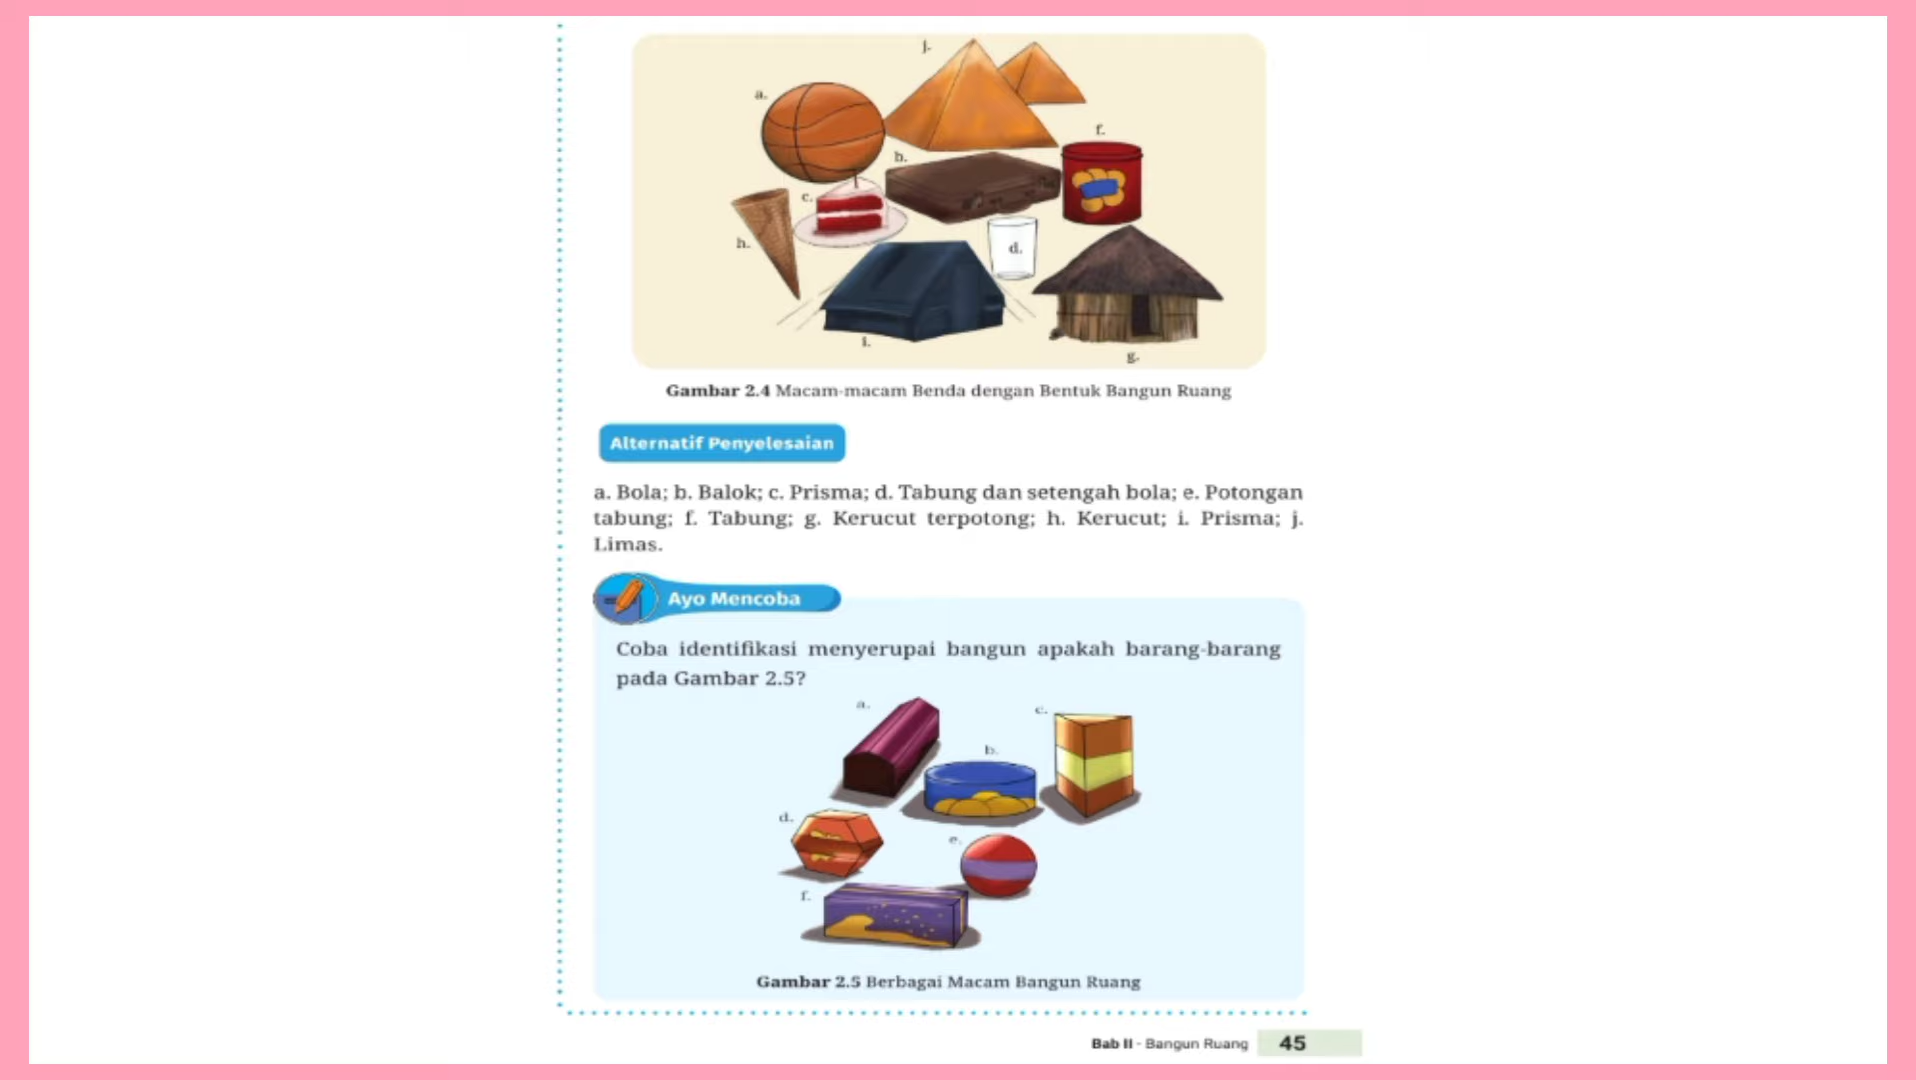 j.
a.
f.
b.
c.
h.
d.
i.
g.
Gambar 2.4 Macam-macam Benda dengan Bentuk Bangun Ruang
Alternatif Penyelesaian
a. Bola; b. Balok; c. Prisma; d. Tabung dan setengah bola; e. Potongan
tabung; f. Tabung; g. Kerucut terpotong; h. Kerucut; i. Prisma; j.
Limas.
Ayo Mencoba
Coba identifikasi menyerupai bangun apakah barang-barang
pada Gambar 2.5?
a.
c.
b.
d.
e.
f.
Gambar 2.5 Berbagai Macam Bangun Ruang
Bab II - Bangun Ruang 45